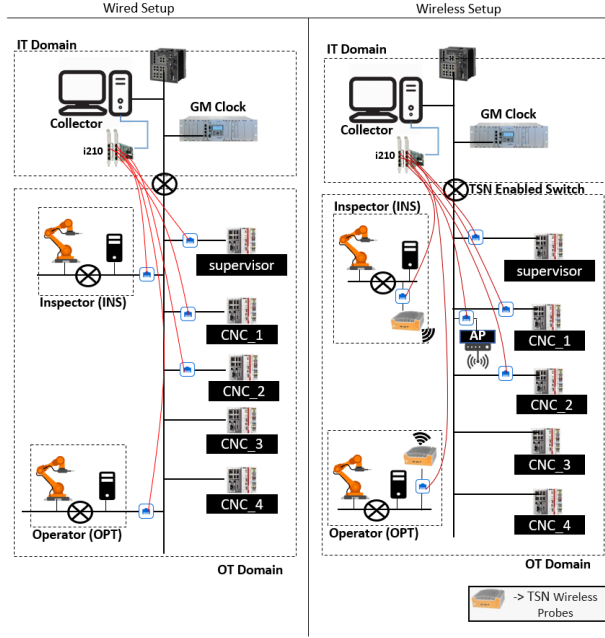 Wired Setup
IT Domain
Collector
GM Clock
i210
Inspector (INS)
supervisor
CNC_1
CNC_2
CNC_3
CNC_4
Operator (OPT)
OT Domain
Wireless Setup
IT Domain
Collector
GM Clock
i210
TSN Enabled Switch
Inspector (INS)
supervisor
AP
CNC_1
CNC_2
CNC_3
CNC_4
Operator (OPT)
OT Domain
-> TSN Wireless
Probes